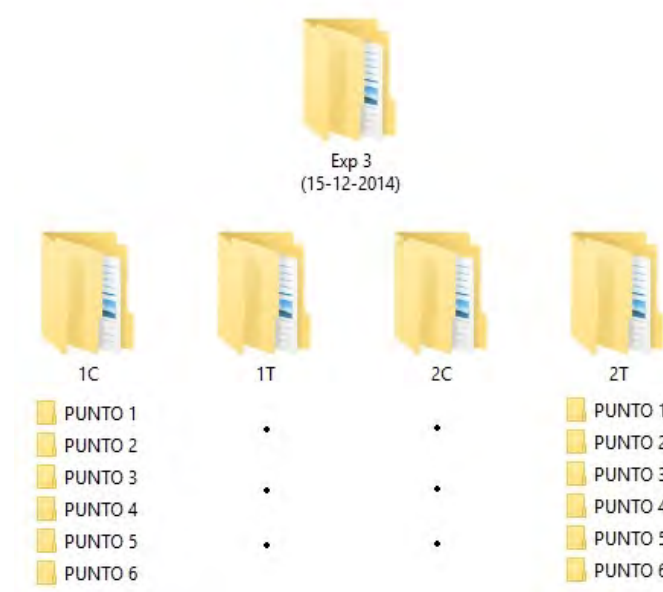 Exp 3
(15-12-2014)
1C
1T
2C
2T
PUNTO 1
PUNTO 2
PUNTO 3
PUNTO 4
PUNTO 5
PUNTO 6
PUNTO 1
PUNTO 2
PUNTO 3
PUNTO 4
PUNTO 5
PUNTO 6